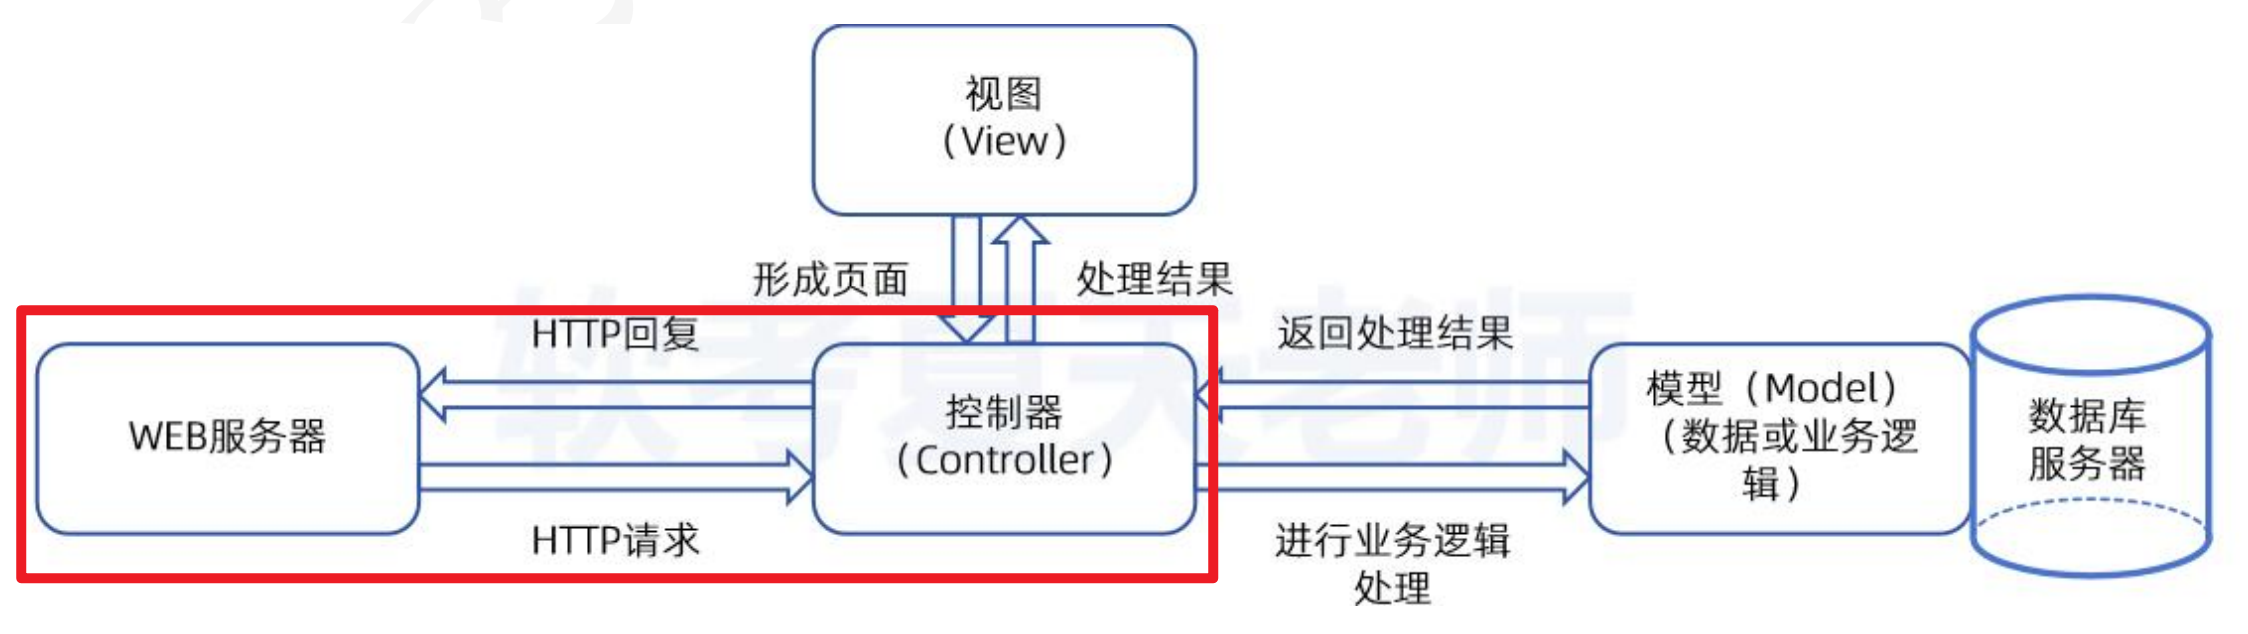 视图
（View）
形成页面
处理结果
HTTP回复
返回处理结果
WEB服务器
控制器
（Controller）
模型（Model）
（数据或业务逻
辑）
数据库
服务器
HTTP请求
进行业务逻辑
处理
软考夏天老师